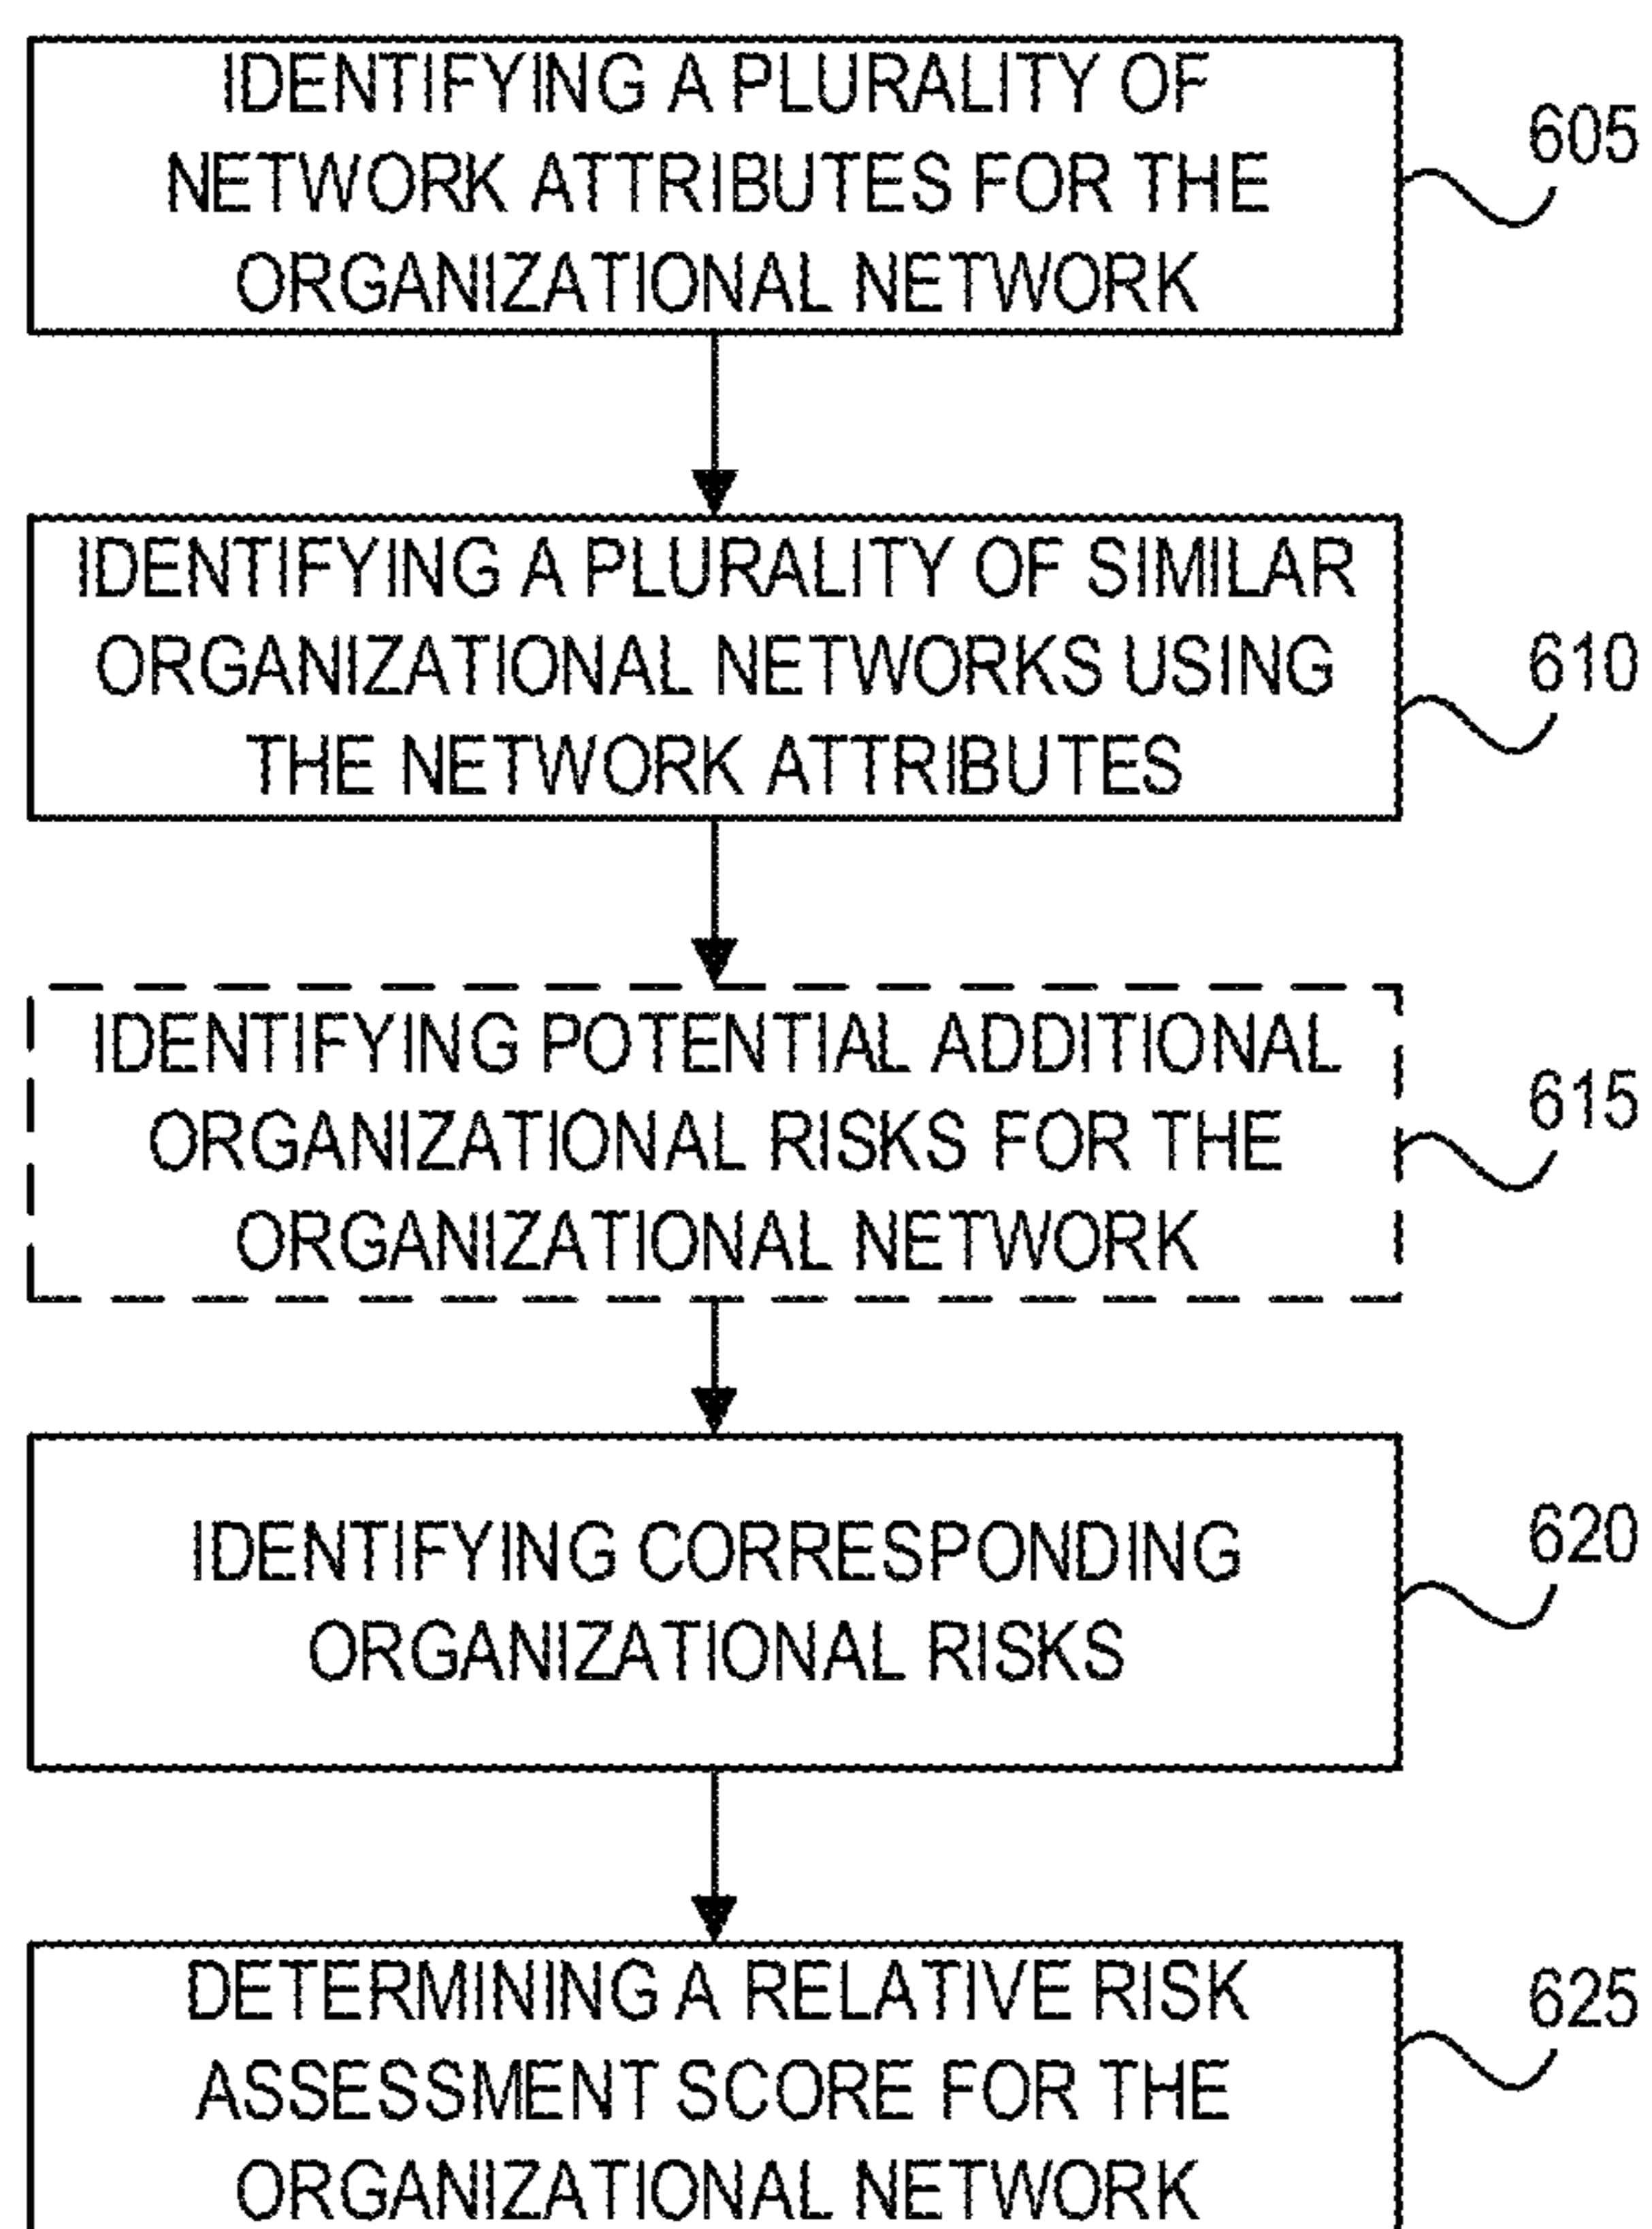 IDENTIFYING A PLURALITY OF
NETWORK ATTRIBUTES FOR THE
ORGANIZATIONAL NETWORK
605
IDENTIFYING A PLURALITY OF SIMILAR
ORGANIZATIONAL NETWORKS USING
THE NETWORK ATTRIBUTES
610
IDENTIFYING POTENTIAL ADDITIONAL
ORGANIZATIONAL RISKS FOR THE
ORGANIZATIONAL NETWORK
615
IDENTIFYING CORRESPONDING
ORGANIZATIONAL RISKS
620
DETERMINING A RELATIVE RISK
ASSESSMENT SCORE FOR THE
ORGANIZATIONAL NETWORK
625